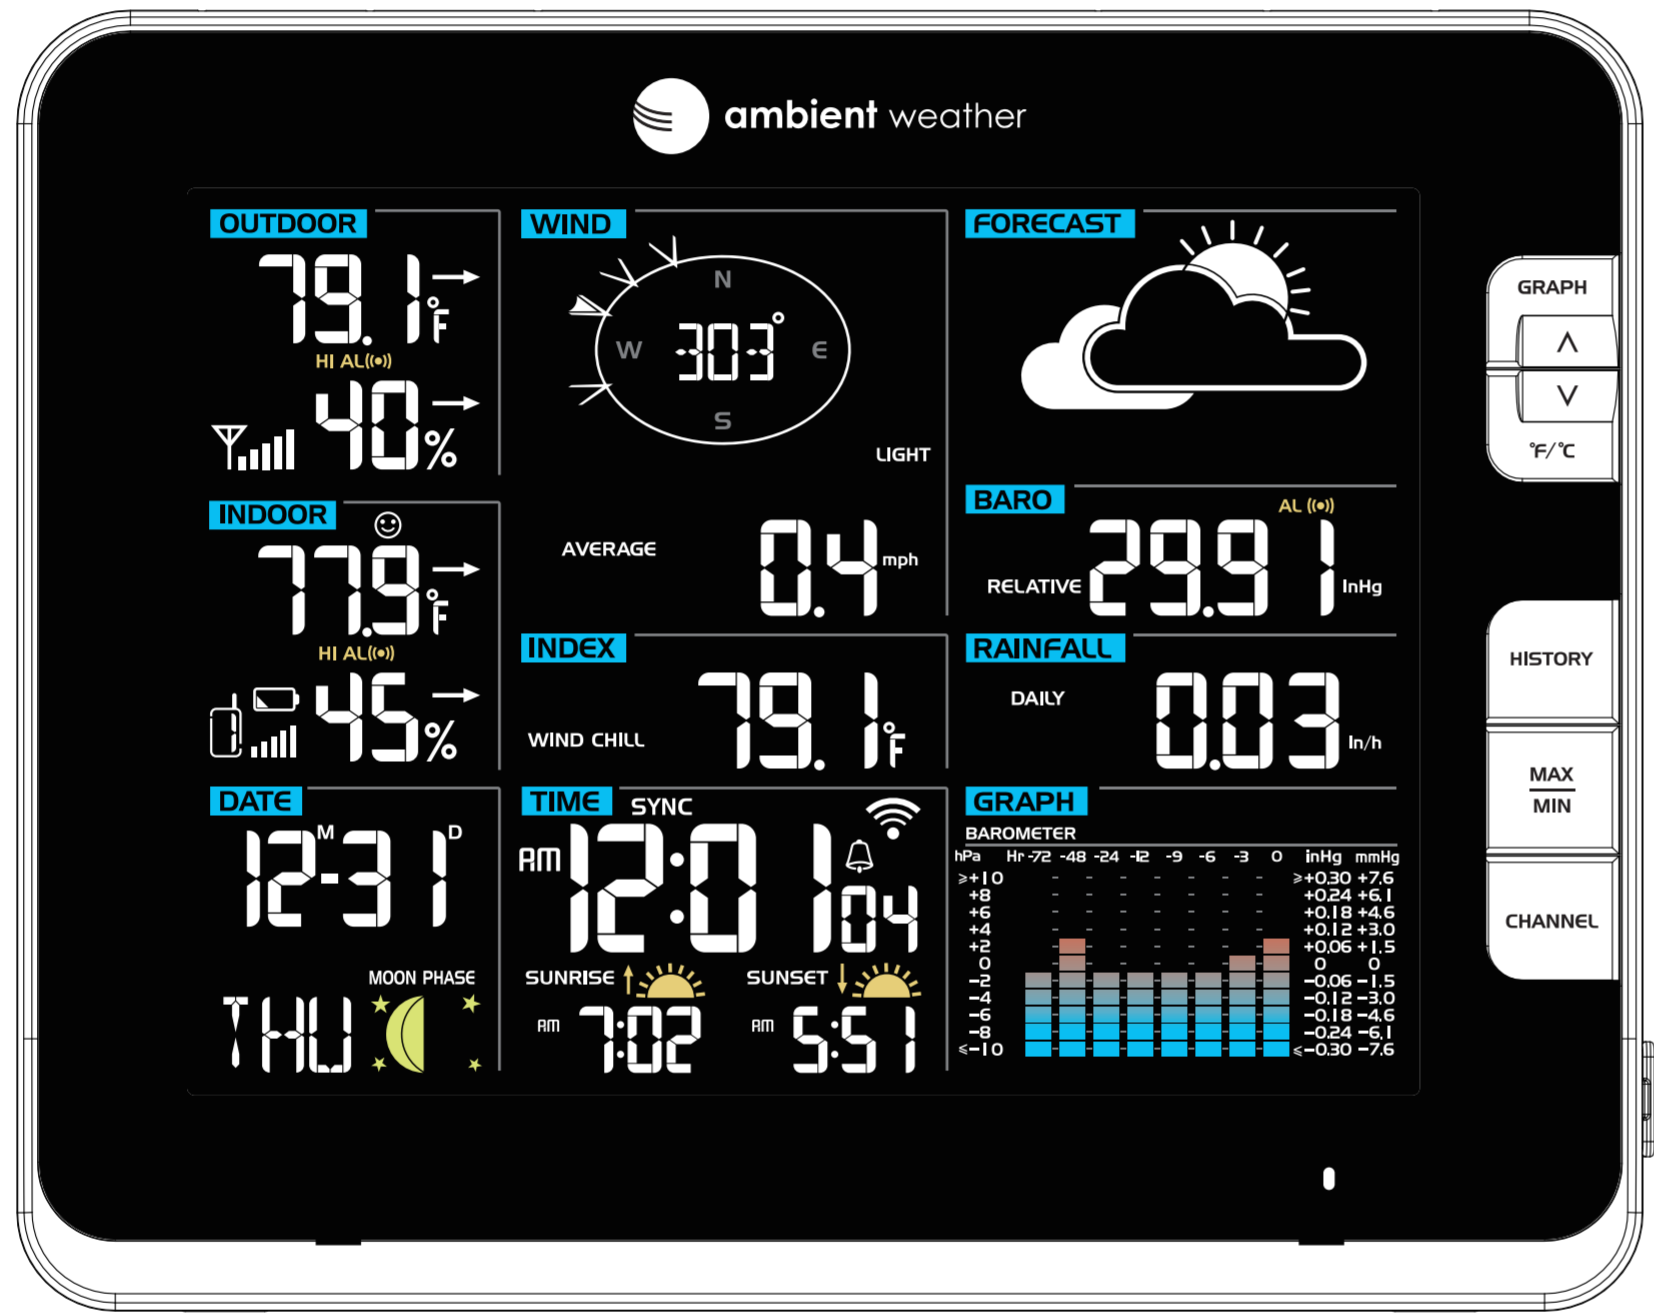 ambient weather
OUTDOOR
79.1°F
HI AL
40%
INDOOR
77.9°F
HI AL
1
45%
DATE
12-31
M D
MOON PHASE
THU
WIND
N
W 303° E
S
LIGHT
AVERAGE 0.4 mph
INDEX
WIND CHILL 79.1°F
TIME SYNC
AM 12:01 04
SUNRISE
AM 7:02
SUNSET
AM 5:51
FORECAST
BARO
AL
RELATIVE 29.91 InHg
RAINFALL
DAILY 0.03 In/h
GRAPH
BAROMETER
hPa Hr -72 -48 -24 -12 -9 -6 -3 0 inHg mmHg
≥+10 ≥+0.30 +7.6
+8 +0.24 +6.1
+6 +0.18 +4.6
+4 +0.12 +3.0
+2 +0.06 +1.5
0 0 0
-2 -0.06 -1.5
-4 -0.12 -3.0
-6 -0.18 -4.6
-8 -0.24 -6.1
≤-10 ≤-0.30 -7.6
GRAPH
°F/°C
HISTORY
MAX
MIN
CHANNEL